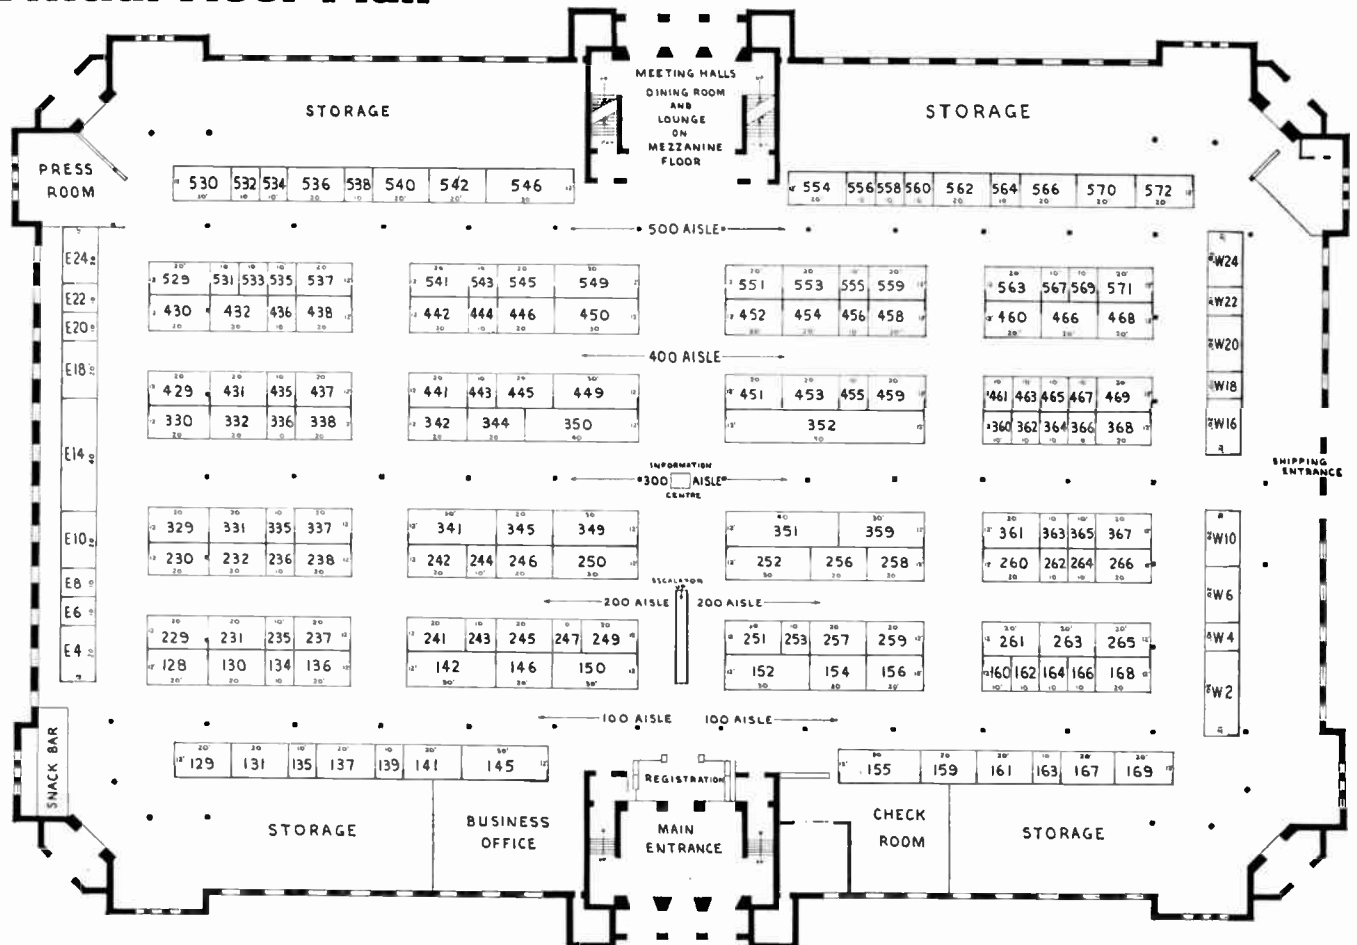 MEETING HALLS
DINING ROOM
AND
LOUNGE
ON
MEZZANINE
FLOOR
STORAGE
STORAGE
PRESS
ROOM
530 532 534 536 538 540 542 546
554 556 558 560 562 564 566 570 572
500 AISLE
E24
E22
E20
E18
E14
E10
E8
E6
E4
W24
W22
W20
W18
W16
W10
W6
W4
W2
529 531 533 535 537
430 432 436 438
541 543 545 549
442 444 446 450
551 553 555 559
452 454 456 458
563 567 569 571
460 466 468
400 AISLE
429 431 435 437
330 332 336 338
441 443 445 449
342 344 350
451 453 455 459
352
461 463 465 467 469
360 362 364 366 368
INFORMATION
300 AISLE
CENTRE
SHIPPING
ENTRANCE
329 331 335 337
230 232 236 238
341 345 349
242 244 246 250
351 359
252 256 258
361 363 365 367
260 262 264 266
ESCALATOR
UP
200 AISLE 200 AISLE
229 231 235 237
128 130 134 136
241 243 245 247 249
142 146 150
251 253 257 259
152 154 156
261 263 265
160 162 164 166 168
100 AISLE 100 AISLE
SNACK BAR
129 131 135 137 139 141 145
REGISTRATION
155 159 161 163 167 169
STORAGE
BUSINESS
OFFICE
MAIN
ENTRANCE
CHECK
ROOM
STORAGE